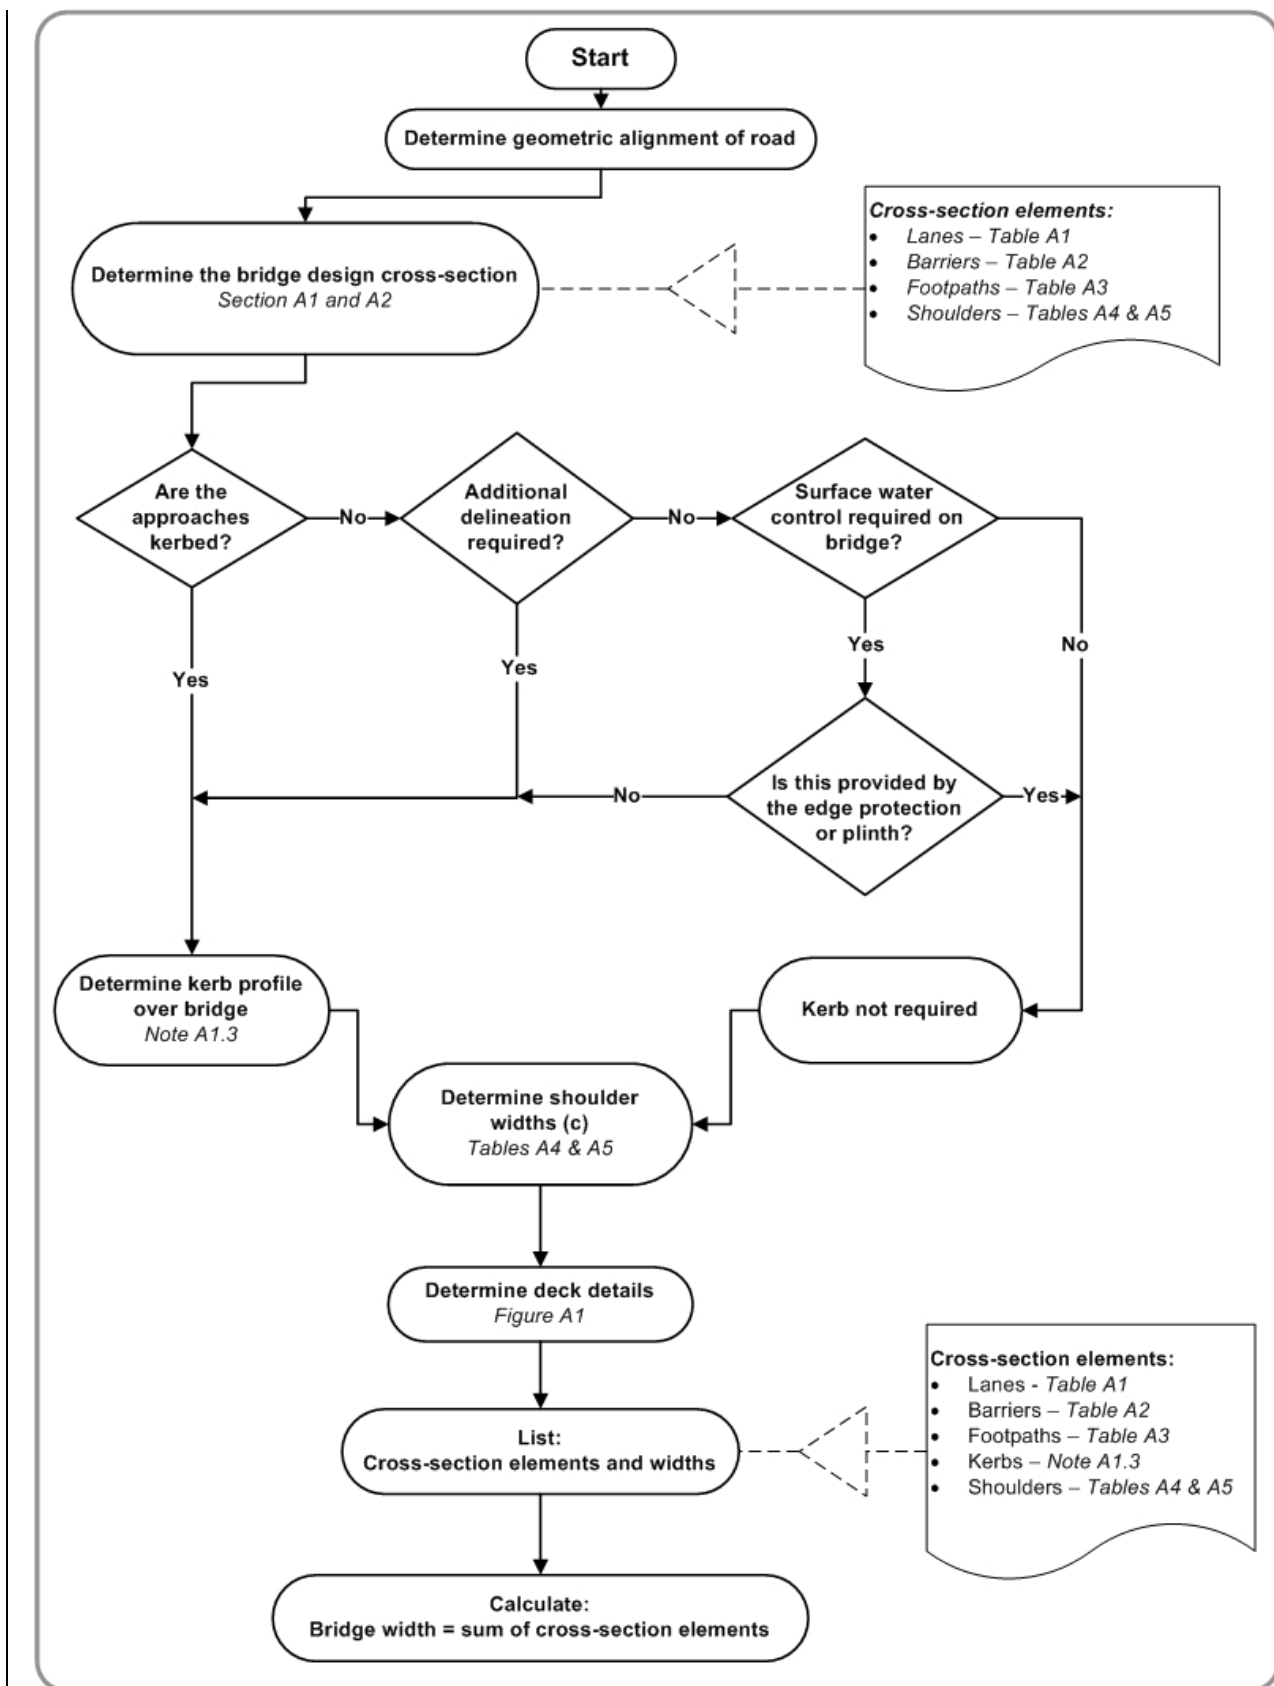 Start
Determine geometric alignment of road
Determine the bridge design cross-section
Section A1 and A2
Cross-section elements:
• Lanes – Table A1
• Barriers – Table A2
• Footpaths – Table A3
• Shoulders – Tables A4 & A5
Are the
approaches
kerbed?
No
Additional
delineation
required?
No
Surface water
control required on
bridge?
Yes
Yes
Yes
No
Is this provided by
the edge protection
or plinth?
No
Yes
Determine kerb profile
over bridge
Note A1.3
Kerb not required
Determine shoulder
widths (c)
Tables A4 & A5
Determine deck details
Figure A1
Cross-section elements:
• Lanes - Table A1
• Barriers – Table A2
• Footpaths – Table A3
• Kerbs – Note A1.3
• Shoulders – Tables A4 & A5
List:
Cross-section elements and widths
Calculate:
Bridge width = sum of cross-section elements